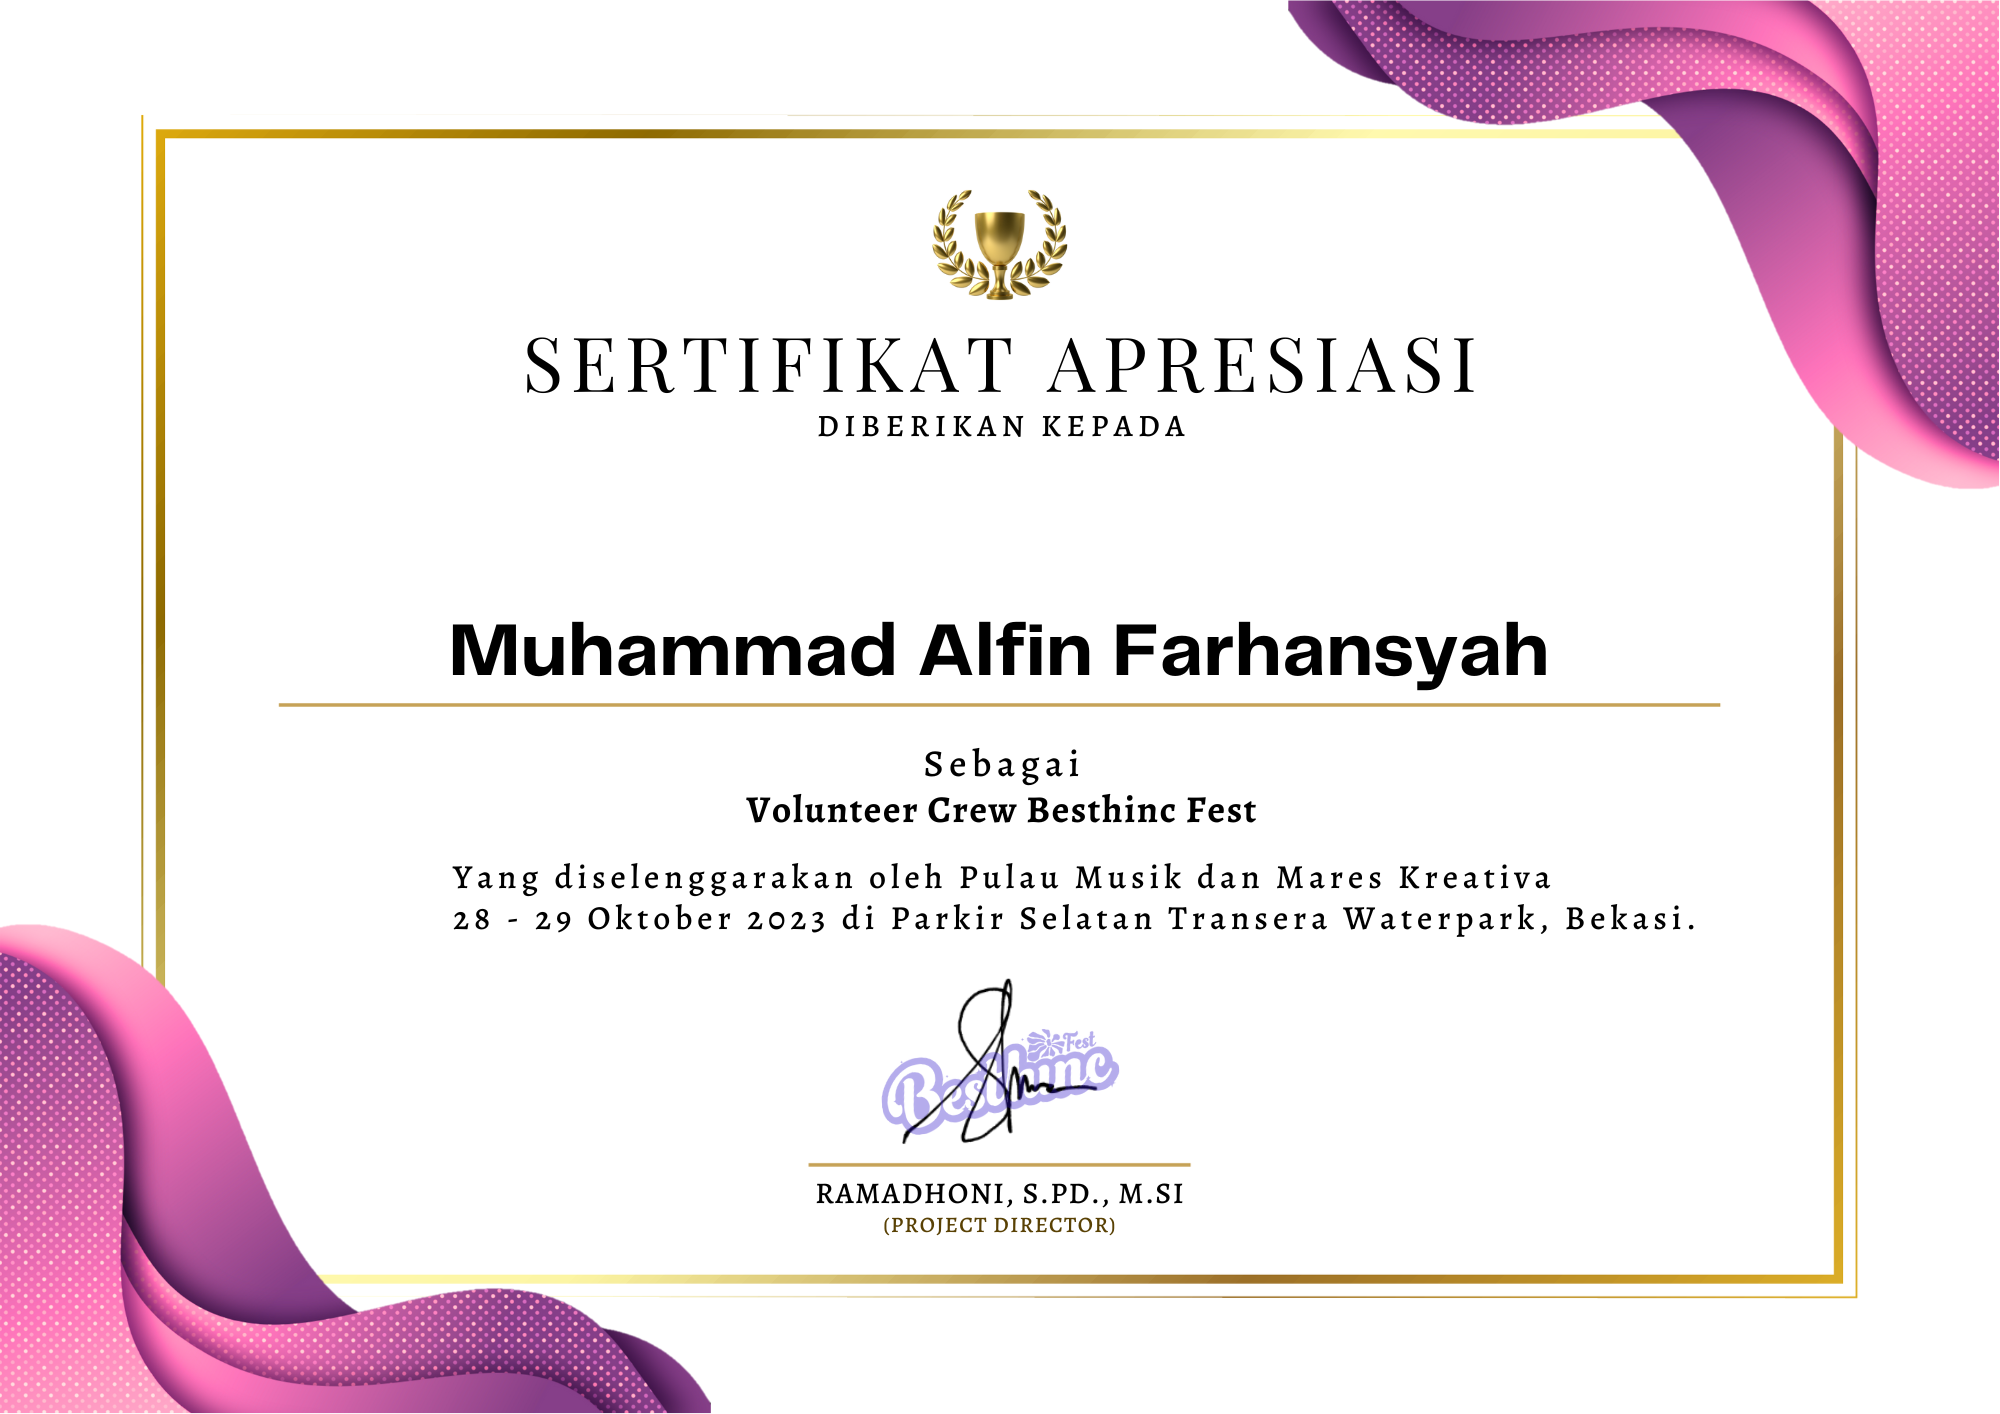 SERTIFIKAT APRESIASI
DIBERIKAN KEPADA
Muhammad Alfin Farhansyah
Sebagai
Volunteer Crew Besthinc Fest
Yang diselenggarakan oleh Pulau Musik dan Mares Kreativa
28 - 29 Oktober 2023 di Parkir Selatan Transera Waterpark, Bekasi.
Fest
Besthinc
RAMADHONI, S.PD., M.SI
(PROJECT DIRECTOR)